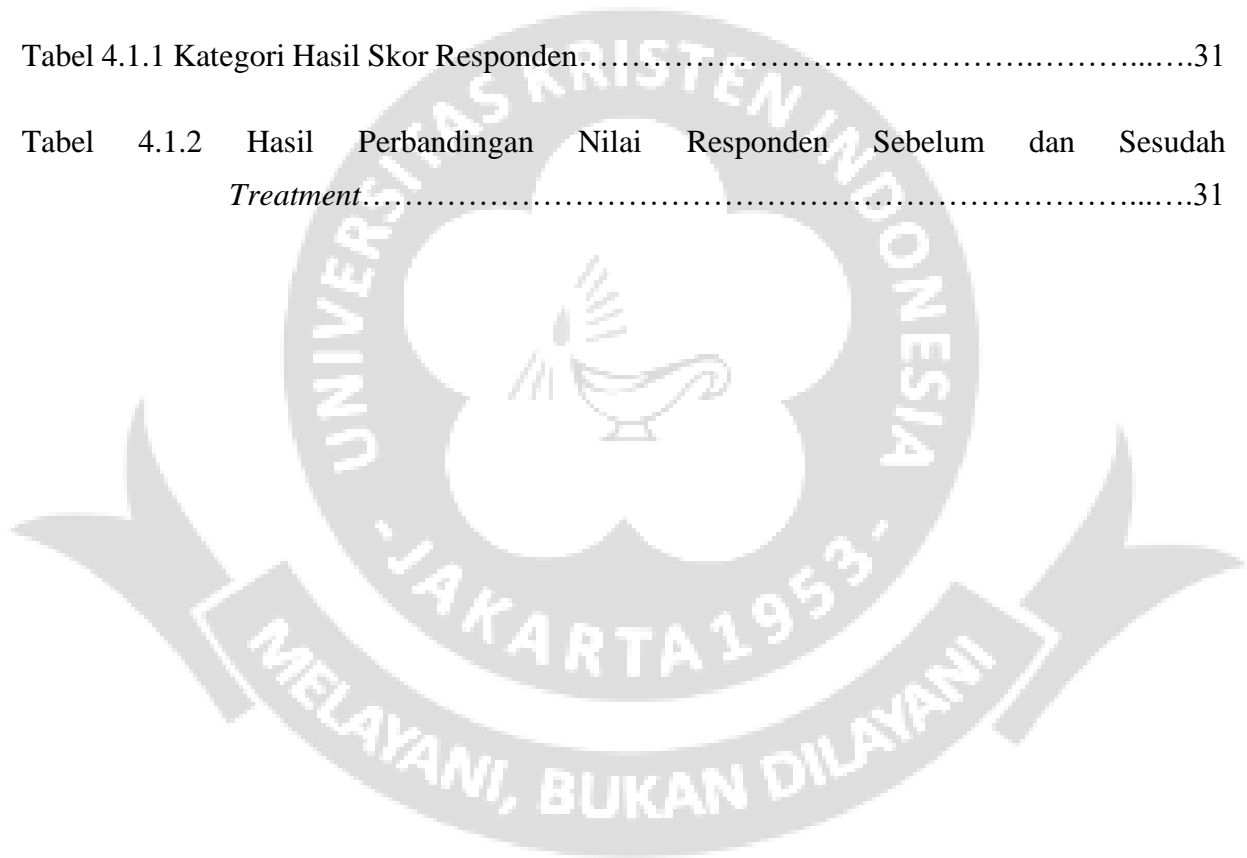 Tabel 4.1.1 Kategori Hasil Skor Responden…………………………………….………...….31
Tabel 4.1.2 Hasil Perbandingan Nilai Responden Sebelum dan Sesudah
Treatment…………………………………………………………………...….31
UNIVERSITAS KRISTEN INDONESIA
- JAKARTA 1953 -
MELAYANI, BUKAN DILAYANI